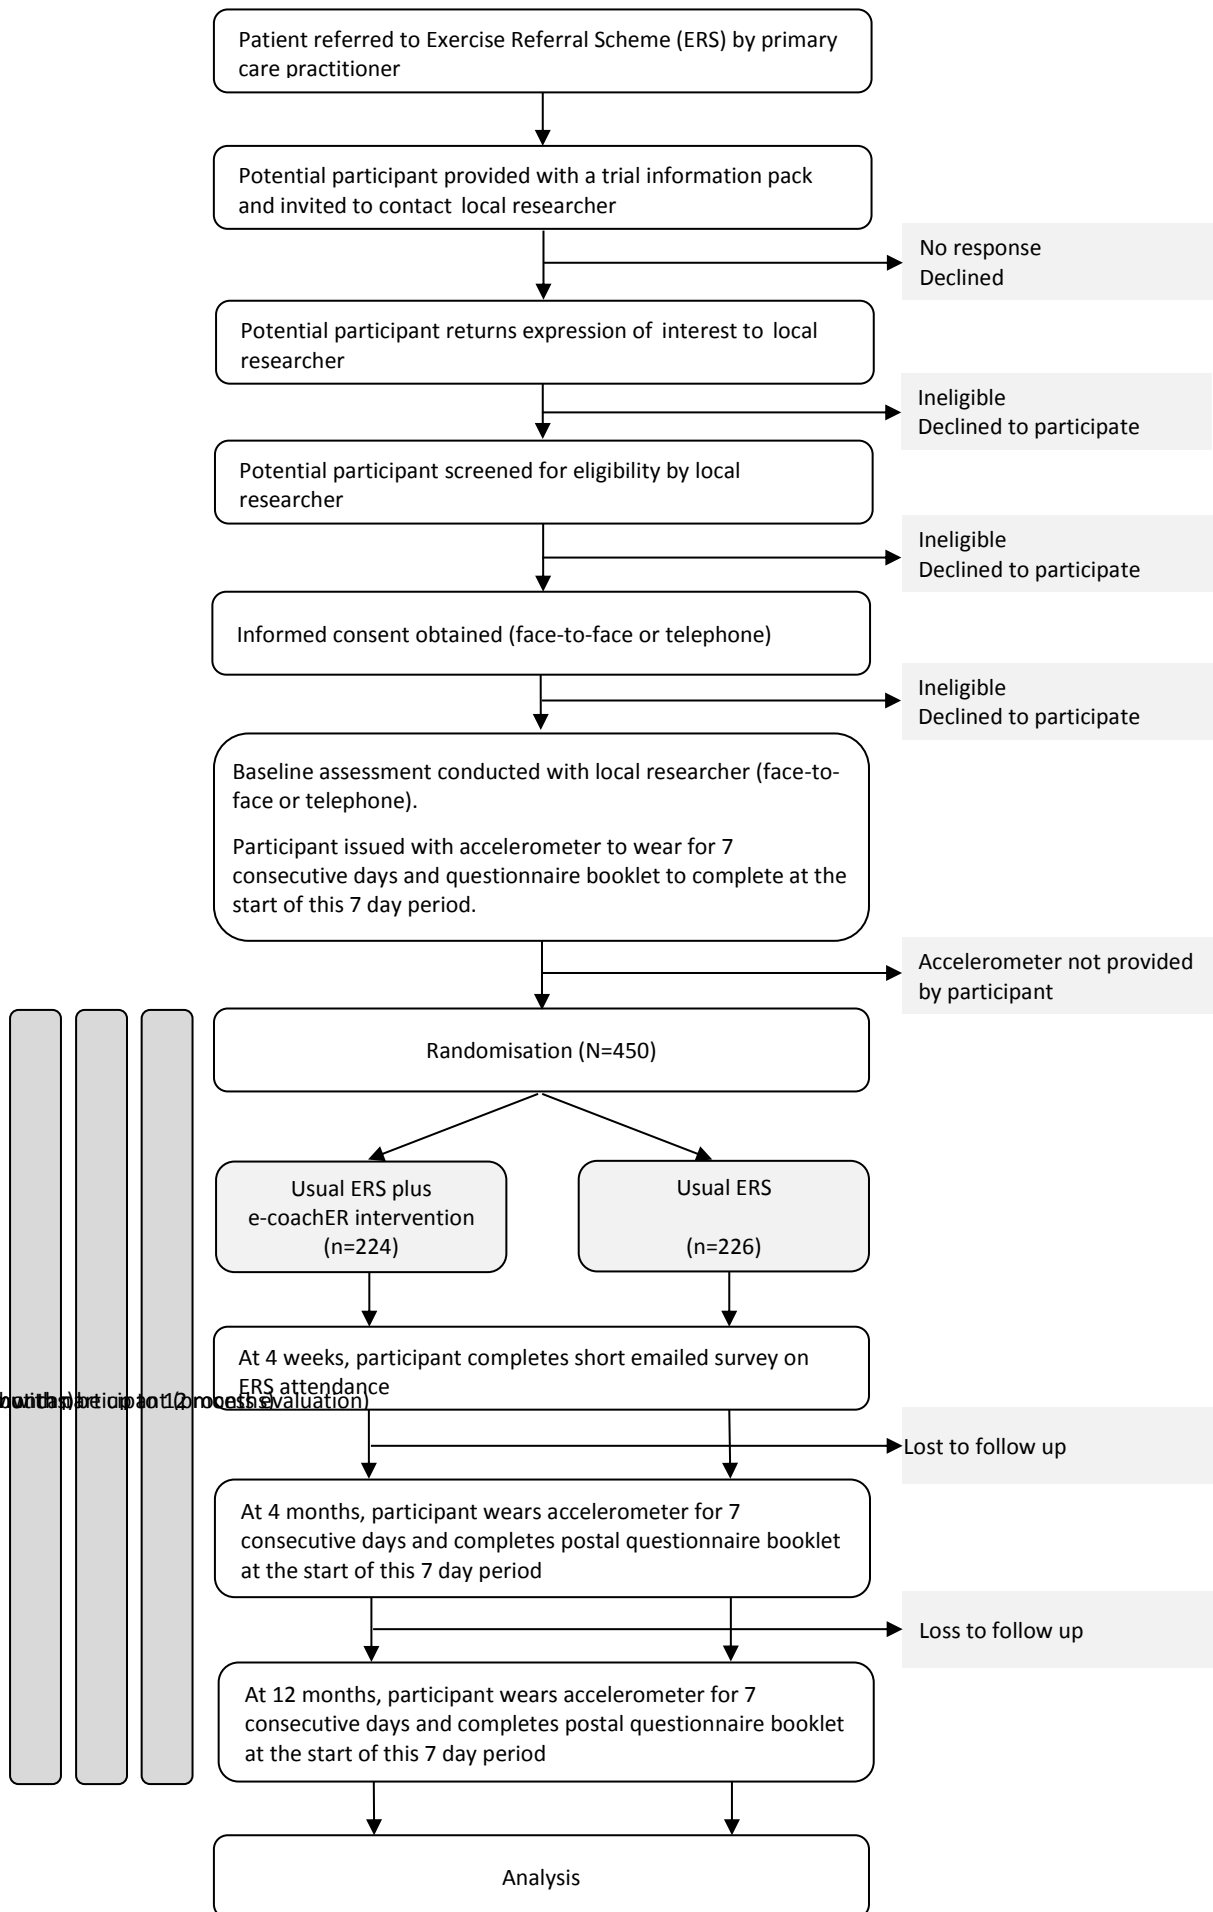 Patient referred to Exercise Referral Scheme (ERS) by primary
care practitioner
Potential participant provided with a trial information pack
and invited to contact local researcher
No response
Declined
Potential participant returns expression of interest to local
researcher
Ineligible
Declined to participate
Potential participant screened for eligibility by local
researcher
Ineligible
Declined to participate
Informed consent obtained (face-to-face or telephone)
Ineligible
Declined to participate
Baseline assessment conducted with local researcher (face-to-
face or telephone).
Participant issued with accelerometer to wear for 7
consecutive days and questionnaire booklet to complete at the
start of this 7 day period.
Accelerometer not provided
by participant
Randomisation (N=450)
Usual ERS plus
e-coachER intervention
(n=224)
Usual ERS
(n=226)
At 4 weeks, participant completes short emailed survey on
ERS attendance
evaluation)
Lost to follow up
At 4 months, participant wears accelerometer for 7
consecutive days and completes postal questionnaire booklet
at the start of this 7 day period
Loss to follow up
At 12 months, participant wears accelerometer for 7
consecutive days and completes postal questionnaire booklet
at the start of this 7 day period
Analysis